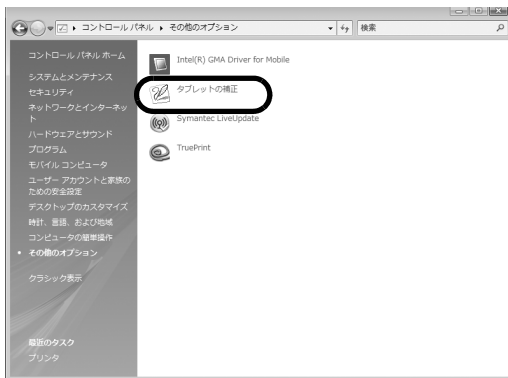 コントロール パネル ▸ その他のオプション
検索
コントロール パネル ホーム
システムとメンテナンス
セキュリティ
ネットワークとインターネッ
ト
ハードウェアとサウンド
プログラム
モバイル コンピュータ
ユーザー アカウントと家族の
ための安全設定
デスクトップのカスタマイズ
時計、言語、および地域
コンピュータの簡単操作
• その他のオプション
クラシック表示
最近のタスク
プリンタ
Intel(R) GMA Driver for Mobile
タブレットの補正
Symantec LiveUpdate
TruePrint